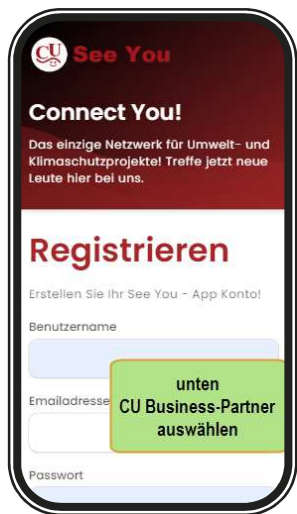 CU See You
Connect You!
Das einzige Netzwerk für Umwelt- und
Klimaschutzprojekte! Treffe jetzt neue
Leute hier bei uns.
Registrieren
Erstellen Sie Ihr See You - App Konto!
Benutzername
Emailadresse
unten
CU Business-Partner
auswählen
Passwort